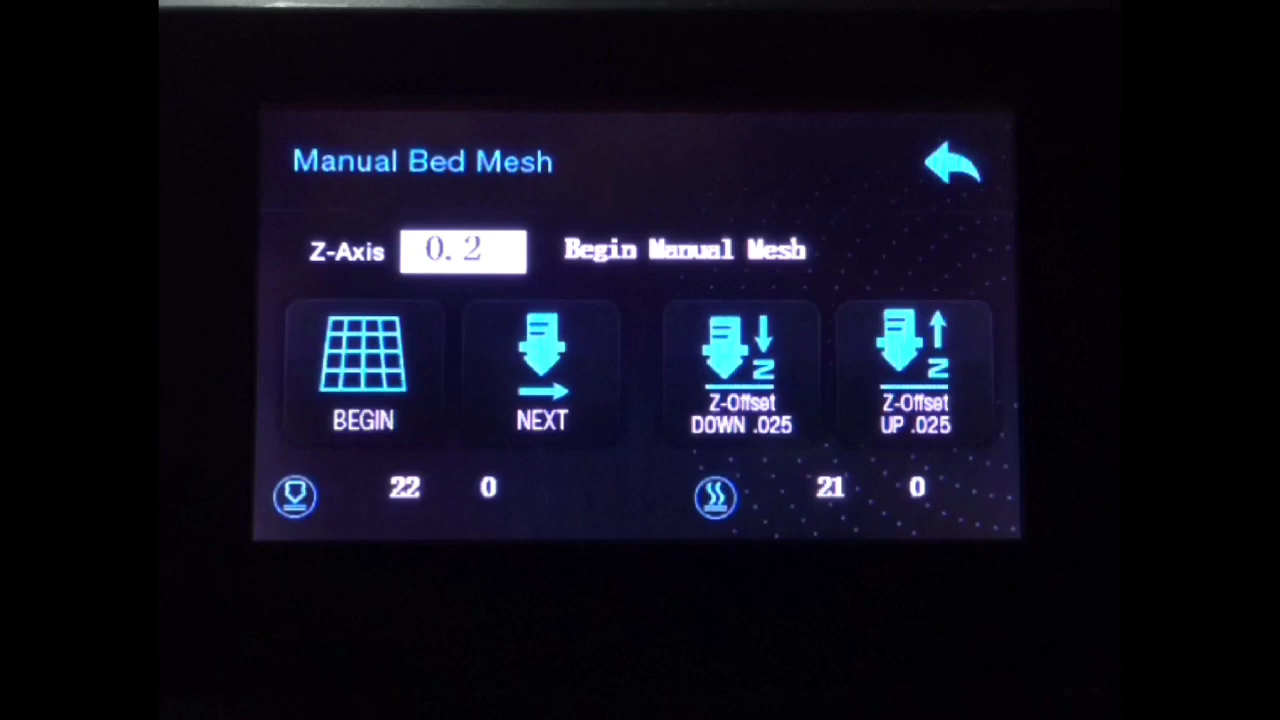 Manual Bed Mesh
Z-Axis 0.2 Begin Manual Mesh
BEGIN
NEXT
Z
Z-Offset
DOWN .025
Z
Z-Offset
UP .025
22 0 21 0